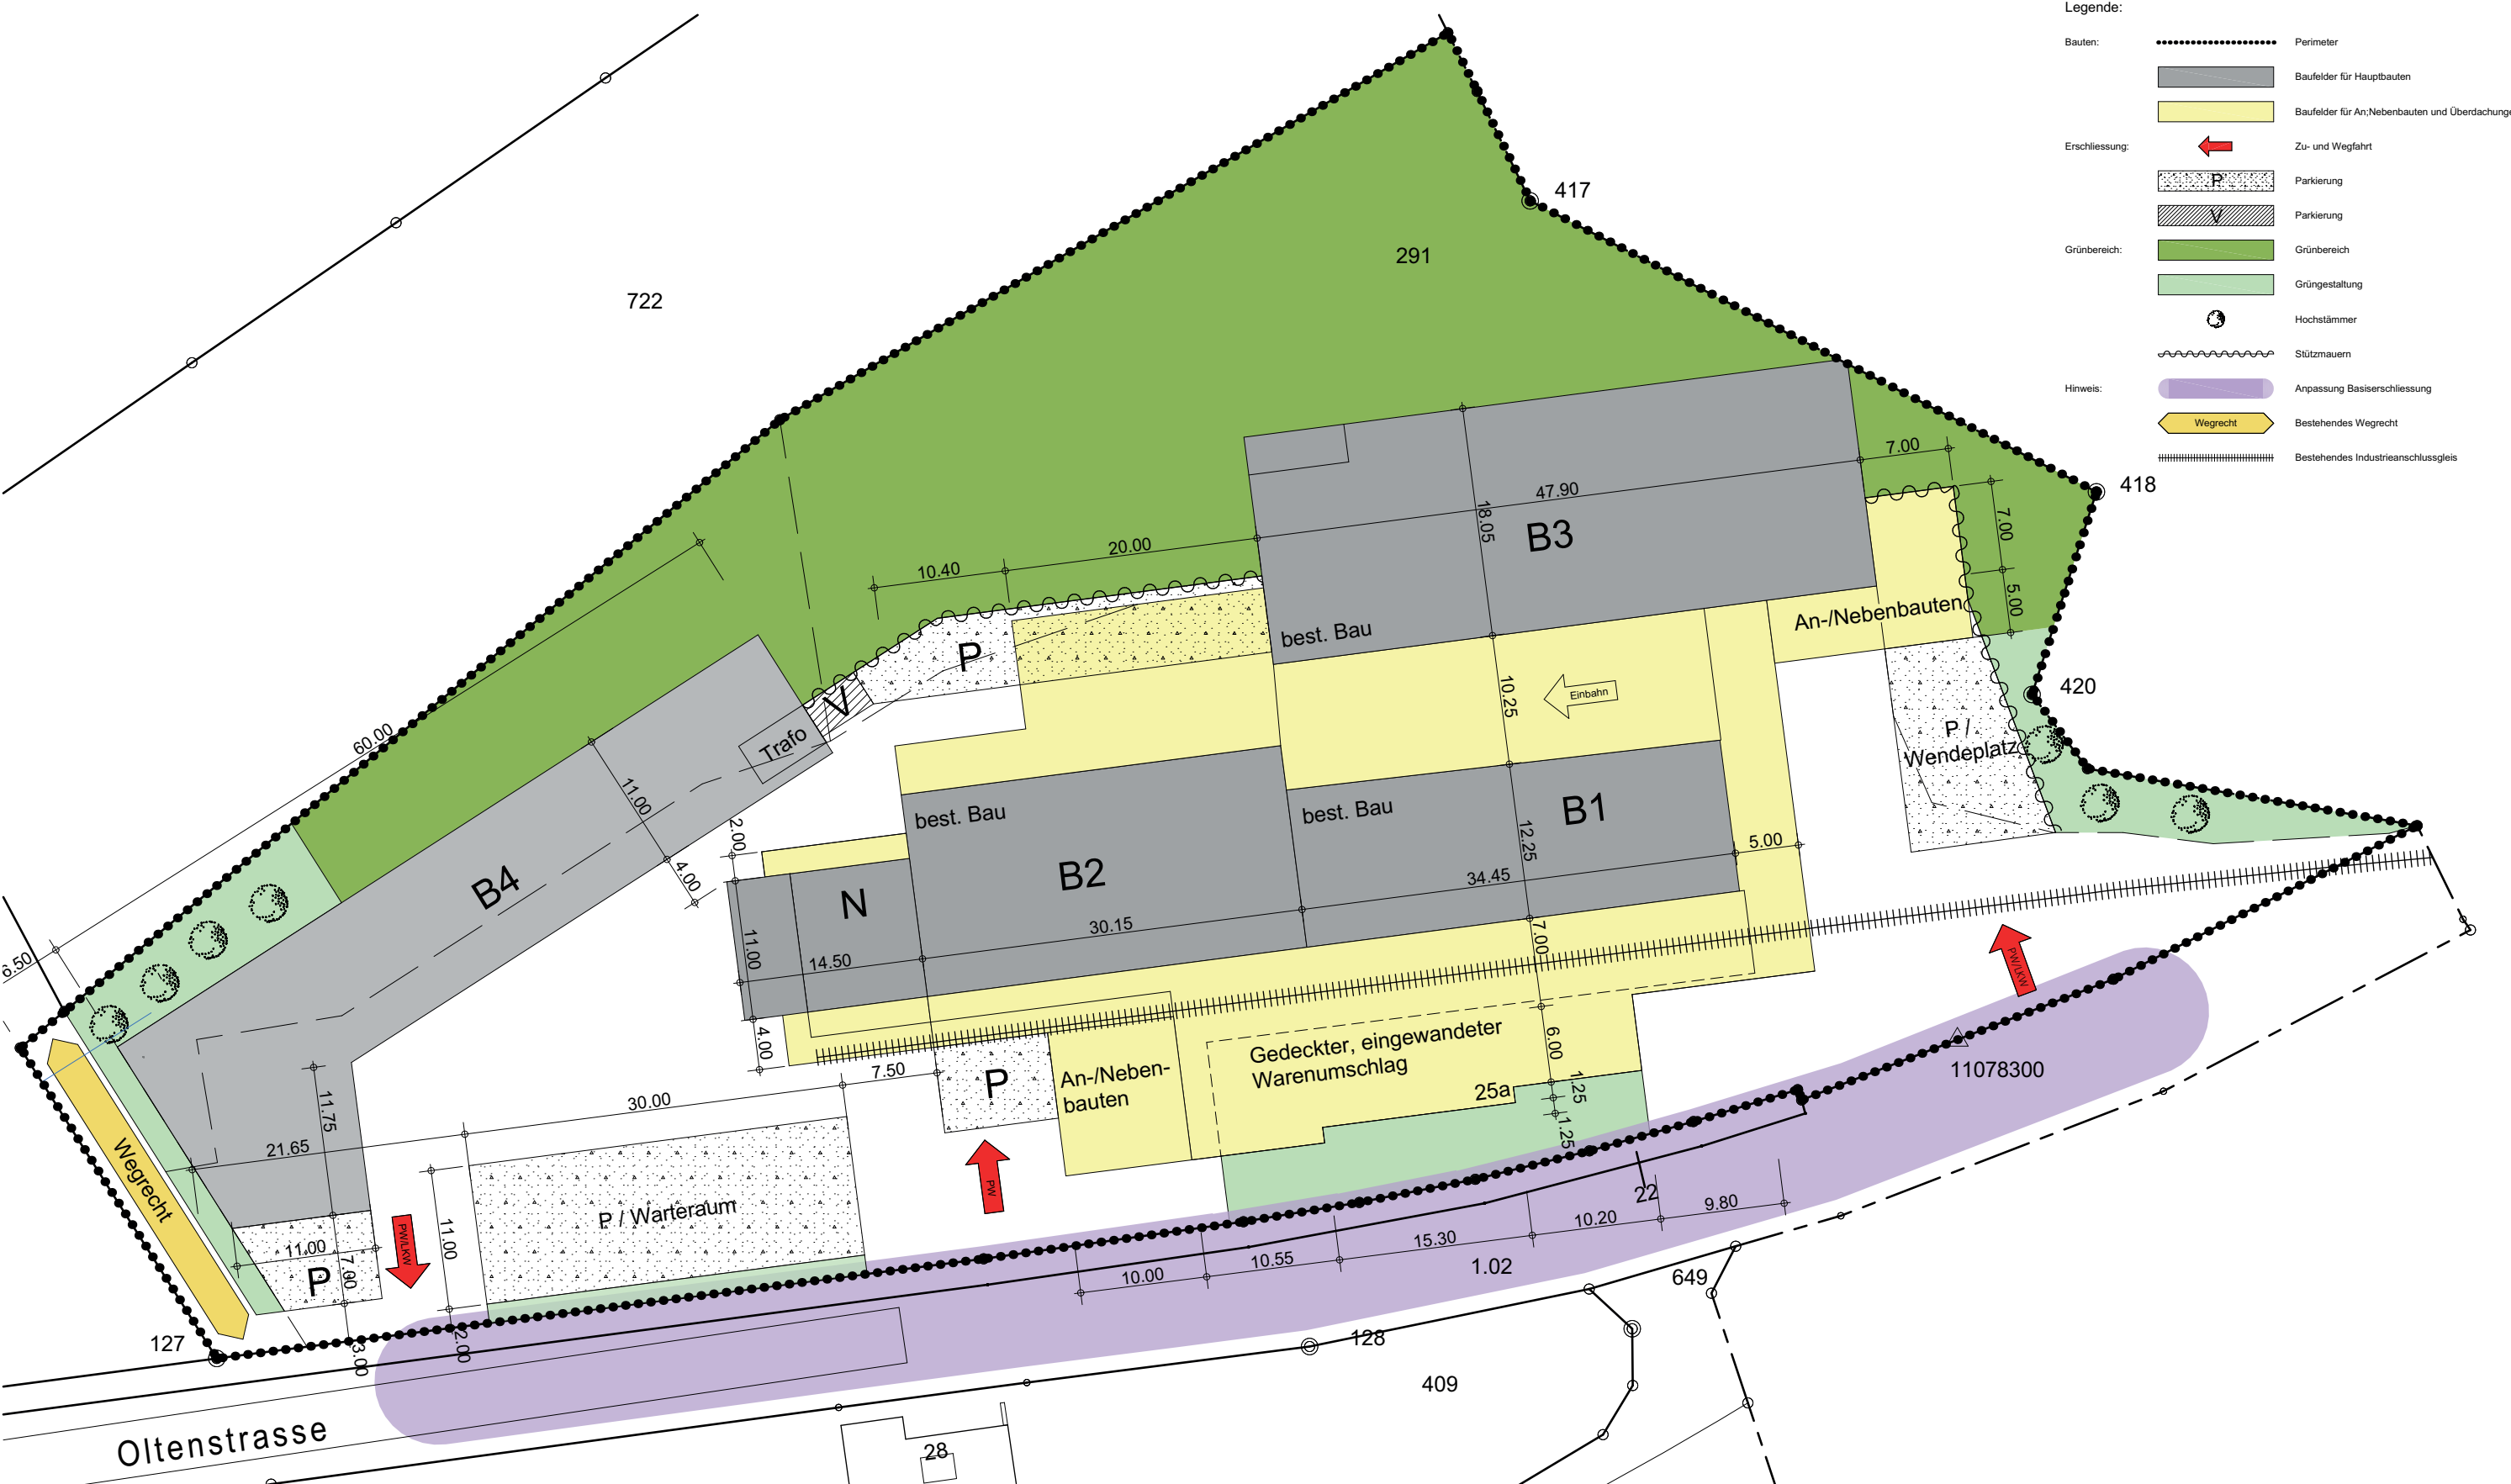 Legende:
Bauten:
Perimeter
Baufelder für Hauptbauten
Baufelder für An;Nebenbauten und Überdachunge
Erschliessung:
Zu- und Wegfahrt
P
Parkierung
V
Parkierung
Grünbereich:
Grünbereich
Grüngestaltung
Hochstämmer
Stützmauern
Hinweis:
Anpassung Basiserschliessung
Wegrecht
Bestehendes Wegrecht
Bestehendes Industrieanschlussgleis
417
291
722
418
7.00
47.90
18.05
B3
7.00
20.00
10.40
5.00
best. Bau
An-/Nebenbauten
P
10.25
Einbahn
420
V
Trafo
P /
Wendeplatz
60.00
11.00
2.00
best. Bau
best. Bau
B1
12.25
5.00
4.00
B4
N
B2
34.45
30.15
11.00
14.50
7.00
6.50
PW/LKW
4.00
7.50
6.00
Gedeckter, eingewandeter
Warenumschlag
P
An-/Neben-
bauten
25a
1.25
1.25
11078300
30.00
11.75
21.65
Wegrecht
PW
P / Warteraum
22
9.80
10.20
15.30
10.55
10.00
1.02
649
PW/LKW
11.00
11.00
P
7.00
127
3.00
2.00
128
409
Oltenstrasse
28